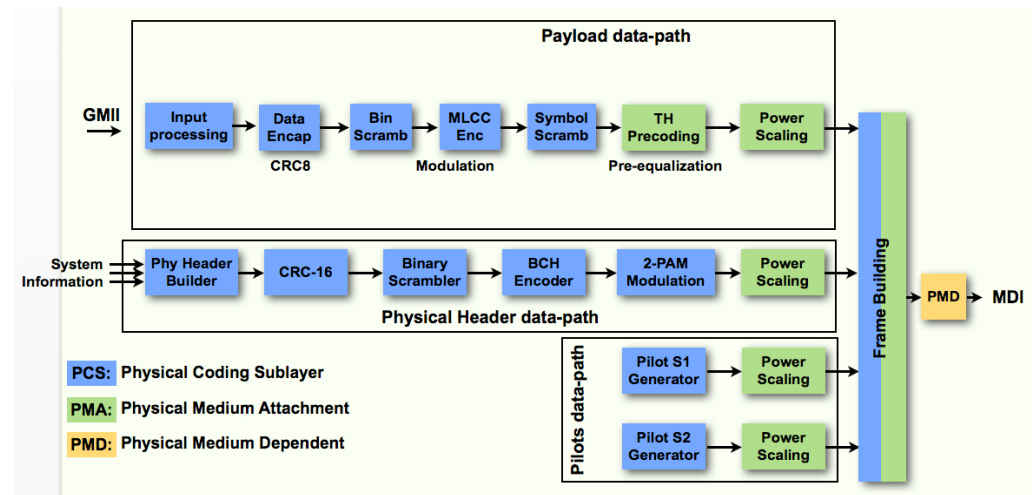 Payload data-path
GMII
Input
processing
Data
Encap
Bin
Scramb
MLCC
Enc
Symbol
Scramb
TH
Precoding
Power
Scaling
CRC8
Modulation
Pre-equalization
System
Information
Phy Header
Builder
CRC-16
Binary
Scrambler
BCH
Encoder
2-PAM
Modulation
Power
Scaling
Physical Header data-path
Frame Building
PMD
MDI
Pilots data-path
Pilot S1
Generator
Power
Scaling
Pilot S2
Generator
Power
Scaling
PCS: Physical Coding Sublayer
PMA: Physical Medium Attachment
PMD: Physical Medium Dependent